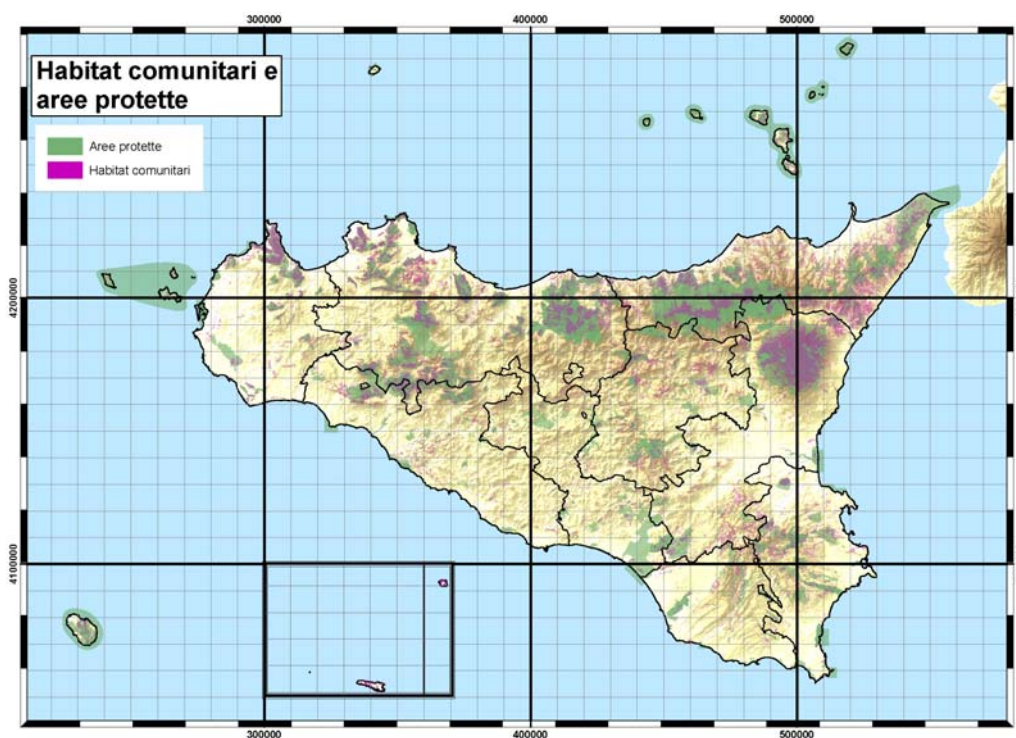 300000
400000
500000
Habitat comunitari e
aree protette
Aree protette
Habitat comunitari
4200000
4100000
300000
400000
500000